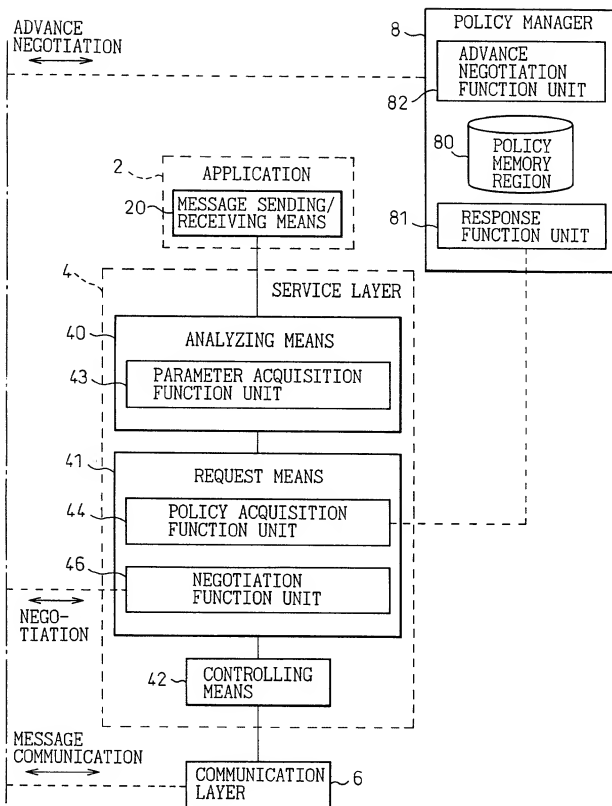 ADVANCE
NEGOTIATION
8
POLICY MANAGER
ADVANCE
NEGOTIATION
FUNCTION UNIT
82
80
POLICY
MEMORY
REGION
81
RESPONSE
FUNCTION UNIT
2
APPLICATION
20
MESSAGE SENDING/
RECEIVING MEANS
4
SERVICE LAYER
40
ANALYZING MEANS
43
PARAMETER ACQUISITION
FUNCTION UNIT
41
REQUEST MEANS
44
POLICY ACQUISITION
FUNCTION UNIT
46
NEGOTIATION
FUNCTION UNIT
NEGO-
TIATION
42
CONTROLLING
MEANS
MESSAGE
COMMUNICATION
COMMUNICATION
LAYER
6